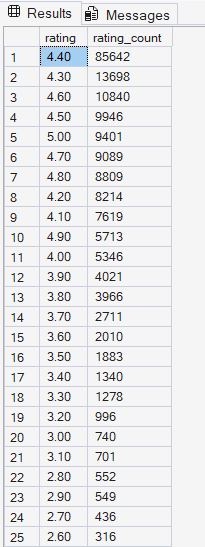 Results Messages
rating rating_count
1 4.40 85642
2 4.30 13698
3 4.60 10840
4 4.50 9946
5 5.00 9401
6 4.70 9089
7 4.80 8809
8 4.20 8214
9 4.10 7619
10 4.90 5713
11 4.00 5346
12 3.90 4021
13 3.80 3966
14 3.70 2711
15 3.60 2010
16 3.50 1883
17 3.40 1340
18 3.30 1278
19 3.20 996
20 3.00 740
21 3.10 701
22 2.80 552
23 2.90 549
24 2.70 436
25 2.60 316